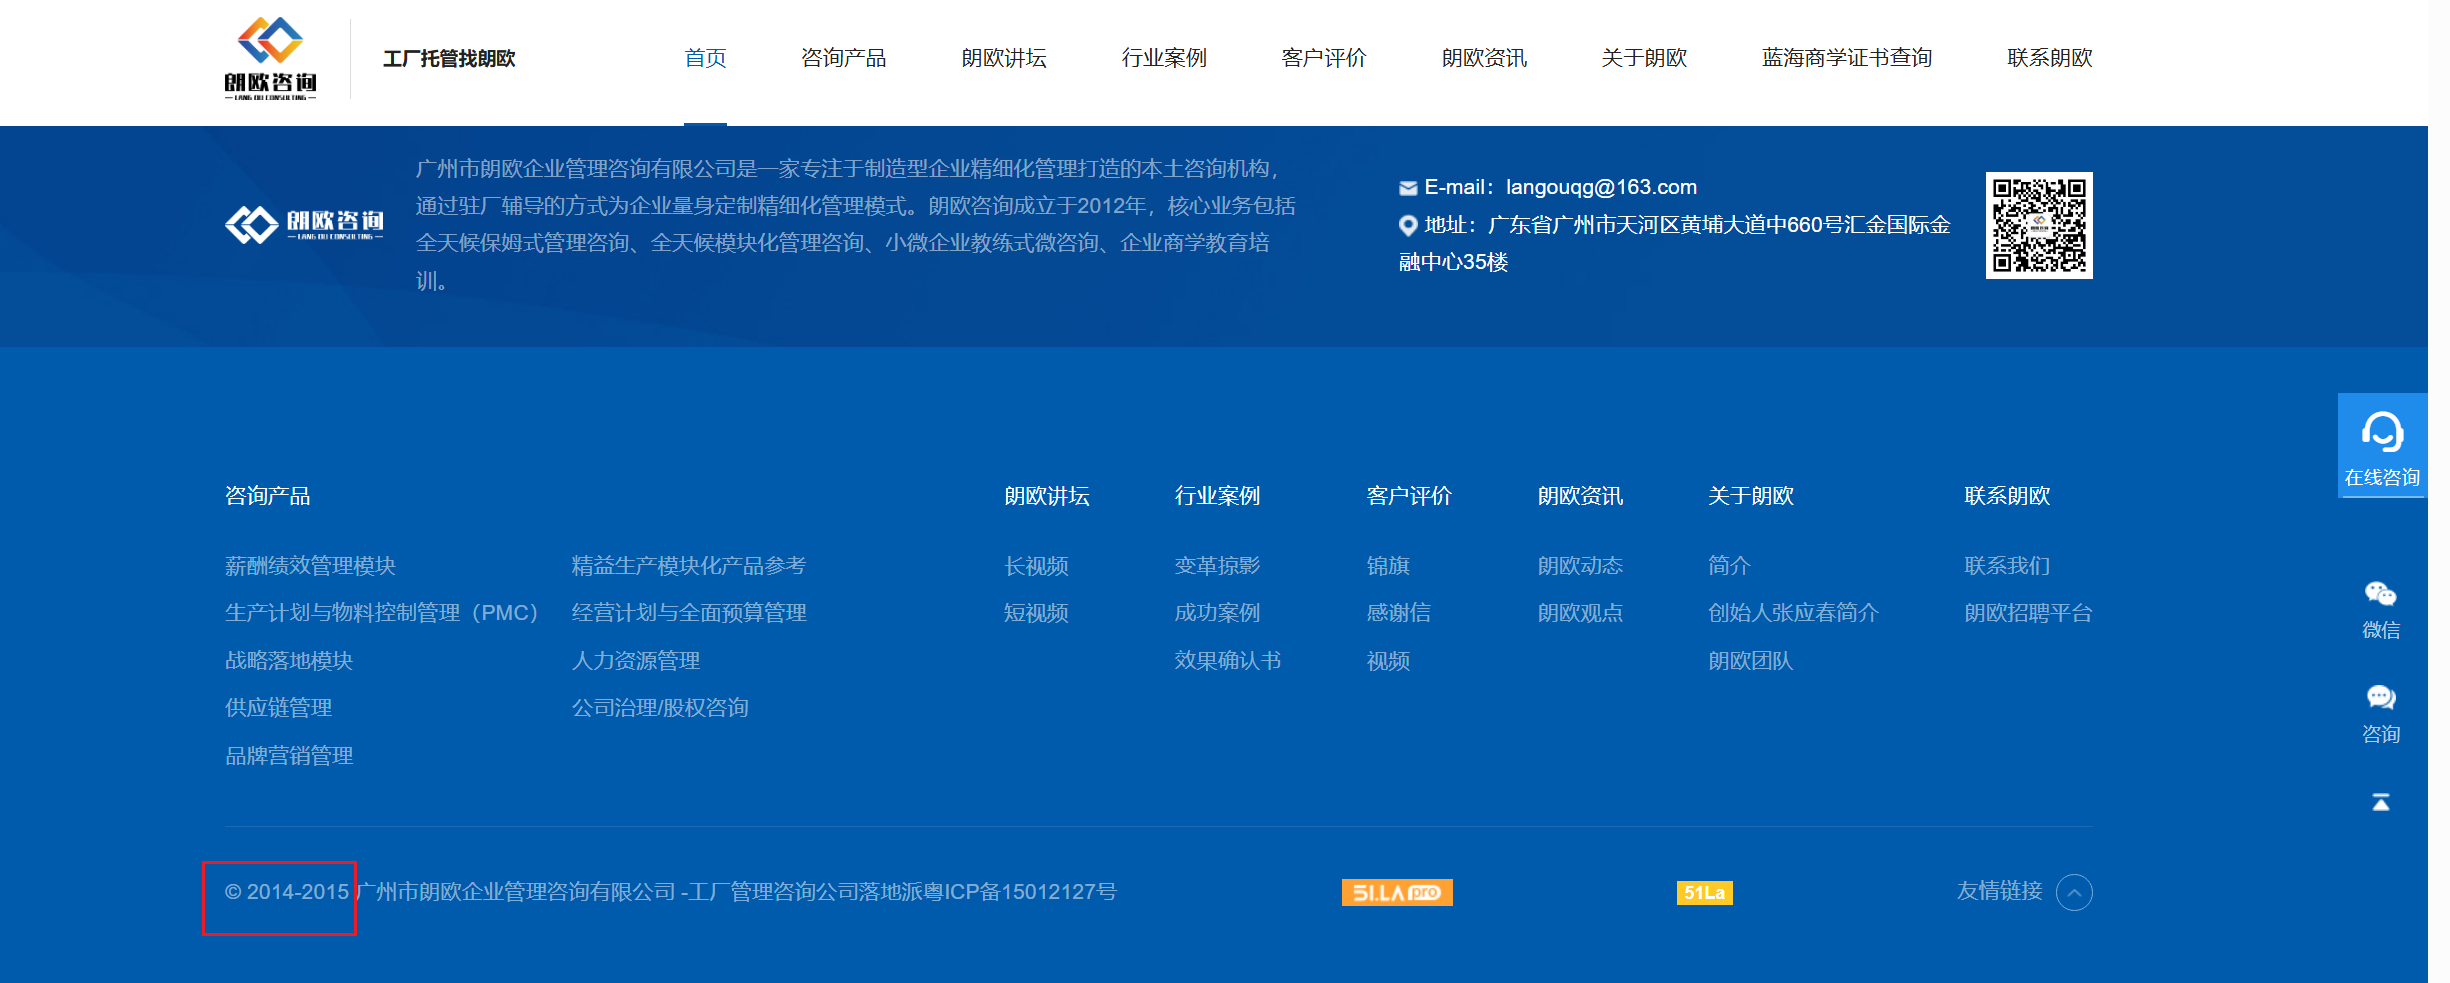 朗欧咨询
LANG OU CONSULTING
工厂托管找朗欧
首页
咨询产品
朗欧讲坛
行业案例
客户评价
朗欧资讯
关于朗欧
蓝海商学证书查询
联系朗欧
朗欧咨询
LANG OU CONSULTING
广州市朗欧企业管理咨询有限公司是一家专注于制造型企业精细化管理打造的本土咨询机构，
通过驻厂辅导的方式为企业量身定制精细化管理模式。朗欧咨询成立于2012年，核心业务包括
全天候保姆式管理咨询、全天候模块化管理咨询、小微企业教练式微咨询、企业商学教育培
训。
E-mail：langouqg@163.com
地址：广东省广州市天河区黄埔大道中660号汇金国际金
融中心35楼
在线咨询
微信
咨询
咨询产品
薪酬绩效管理模块
生产计划与物料控制管理（PMC）
战略落地模块
供应链管理
品牌营销管理
精益生产模块化产品参考
经营计划与全面预算管理
人力资源管理
公司治理/股权咨询
朗欧讲坛
长视频
短视频
行业案例
变革掠影
成功案例
效果确认书
客户评价
锦旗
感谢信
视频
朗欧资讯
朗欧动态
朗欧观点
关于朗欧
简介
创始人张应春简介
朗欧团队
联系朗欧
联系我们
朗欧招聘平台
© 2014-2015 广州市朗欧企业管理咨询有限公司 -工厂管理咨询公司落地派粤ICP备15012127号
51.LA pro
51La
友情链接